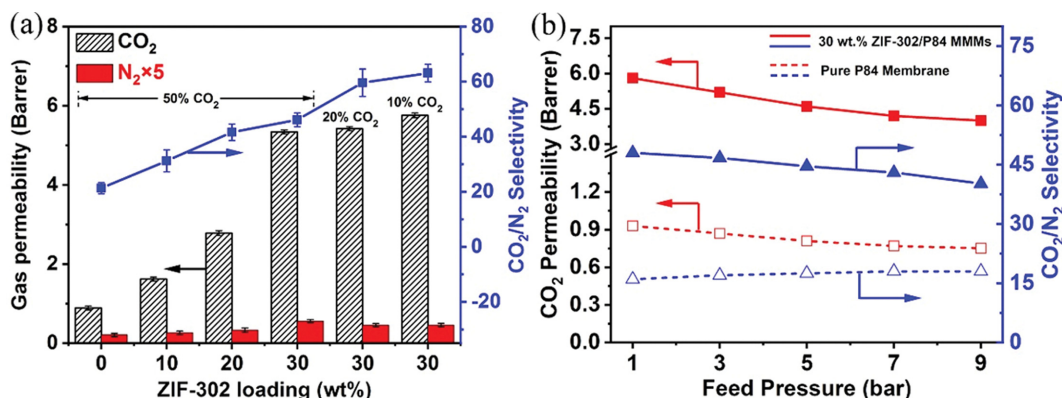 (a)
Gas permeability (Barrer)
8
6
4
2
0
CO₂
N₂×5
50% CO₂
20% CO₂
10% CO₂
80
60
40
20
0
-20
CO₂/N₂ Selectivity
0 10 20 30 30 30
ZIF-302 loading (wt%)
(b)
CO₂ Permeability (Barrer)
7.5
6.0
4.5
3.0
1.2
0.9
0.6
0.3
0.0
30 wt.% ZIF-302/P84 MMMs
Pure P84 Membrane
75
60
45
30
15
0
CO₂/N₂ Selectivity
1 3 5 7 9
Feed Pressure (bar)